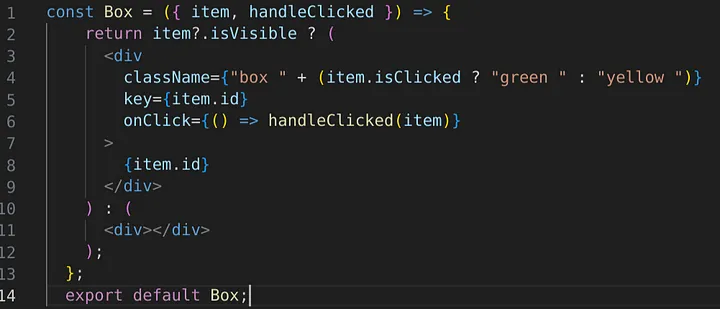 1 const Box = ({ item, handleClicked }) => {
2 return item?.isVisible ? (
3 <div
4 className={"box " + (item.isClicked ? "green " : "yellow ")}
5 key={item.id}
6 onClick={() => handleClicked(item)}
7 >
8 {item.id}
9 </div>
10 ) : (
11 <div></div>
12 );
13 };
14 export default Box;